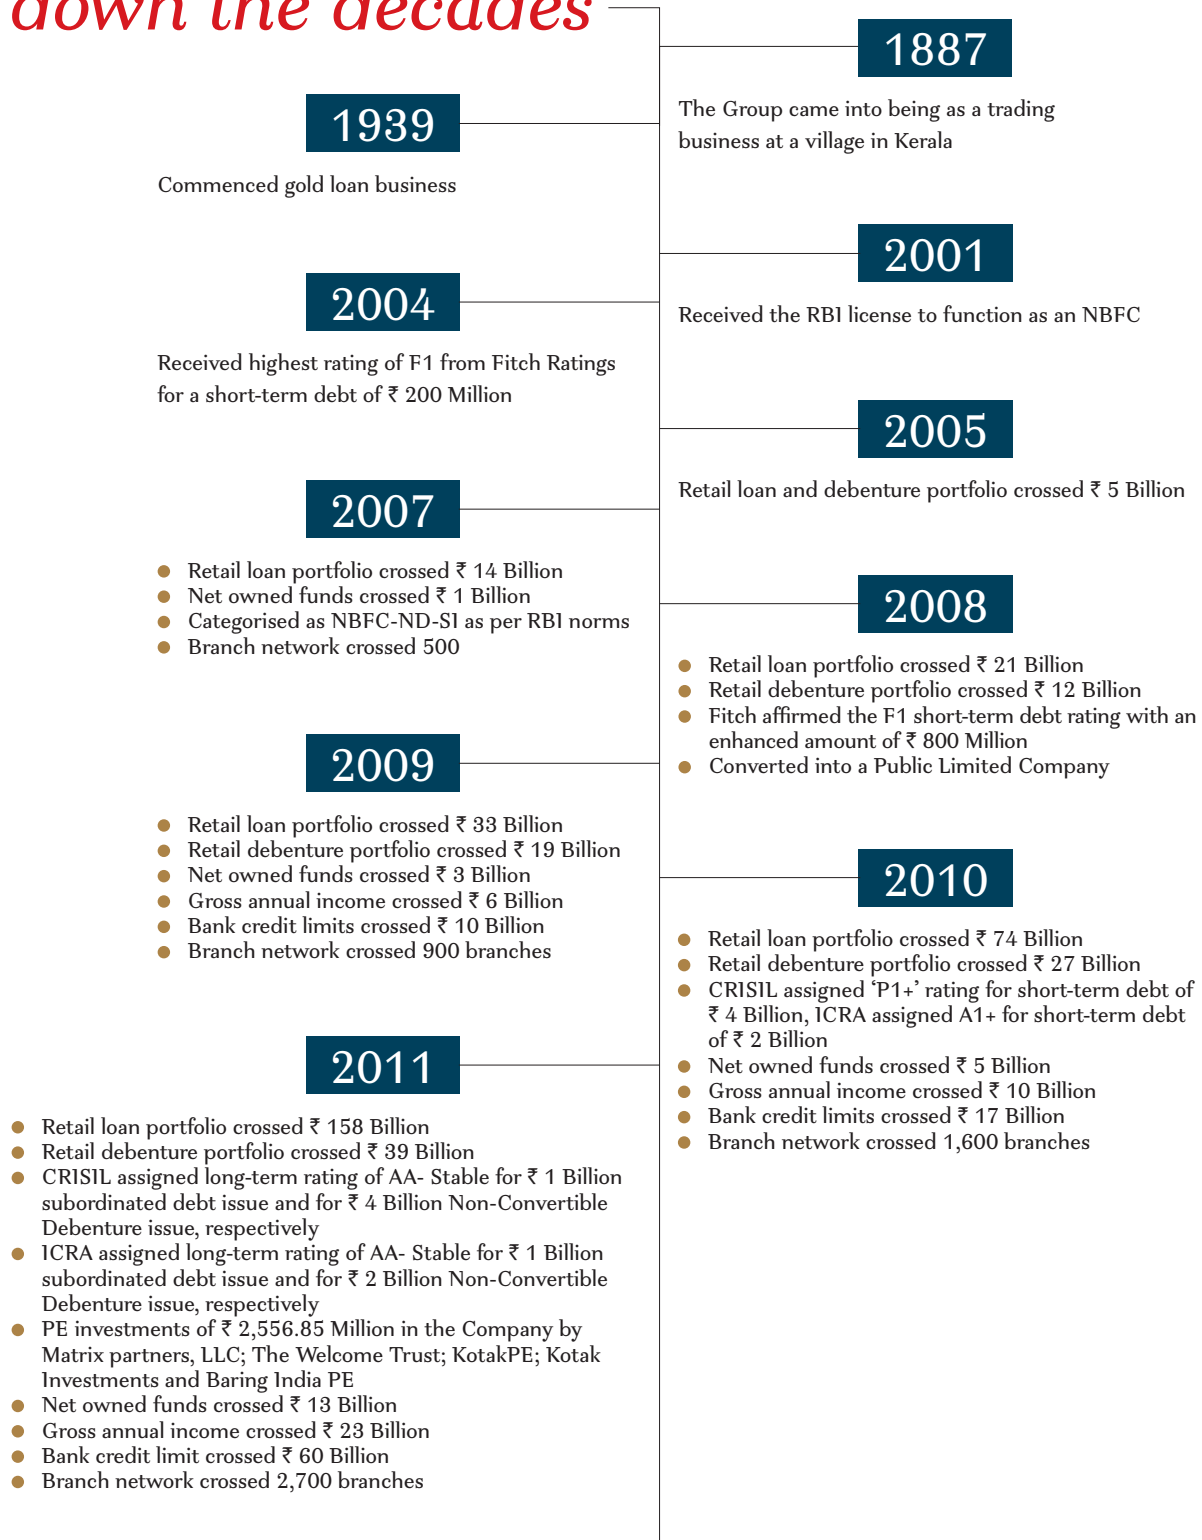 down the decades
1887
The Group came into being as a trading
business at a village in Kerala
1939
Commenced gold loan business
2001
Received the RBI license to function as an NBFC
2004
Received highest rating of F1 from Fitch Ratings
for a short-term debt of ₹ 200 Million
2005
Retail loan and debenture portfolio crossed ₹ 5 Billion
2007
Retail loan portfolio crossed ₹ 14 Billion
Net owned funds crossed ₹ 1 Billion
Categorised as NBFC-ND-SI as per RBI norms
Branch network crossed 500
2008
Retail loan portfolio crossed ₹ 21 Billion
Retail debenture portfolio crossed ₹ 12 Billion
Fitch affirmed the F1 short-term debt rating with an
enhanced amount of ₹ 800 Million
Converted into a Public Limited Company
2009
Retail loan portfolio crossed ₹ 33 Billion
Retail debenture portfolio crossed ₹ 19 Billion
Net owned funds crossed ₹ 3 Billion
Gross annual income crossed ₹ 6 Billion
Bank credit limits crossed ₹ 10 Billion
Branch network crossed 900 branches
2010
Retail loan portfolio crossed ₹ 74 Billion
Retail debenture portfolio crossed ₹ 27 Billion
CRISIL assigned ‘P1+’ rating for short-term debt of
₹ 4 Billion, ICRA assigned A1+ for short-term debt
of ₹ 2 Billion
Net owned funds crossed ₹ 5 Billion
Gross annual income crossed ₹ 10 Billion
Bank credit limits crossed ₹ 17 Billion
Branch network crossed 1,600 branches
2011
Retail loan portfolio crossed ₹ 158 Billion
Retail debenture portfolio crossed ₹ 39 Billion
CRISIL assigned long-term rating of AA- Stable for ₹ 1 Billion
subordinated debt issue and for ₹ 4 Billion Non-Convertible
Debenture issue, respectively
ICRA assigned long-term rating of AA- Stable for ₹ 1 Billion
subordinated debt issue and for ₹ 2 Billion Non-Convertible
Debenture issue, respectively
PE investments of ₹ 2,556.85 Million in the Company by
Matrix partners, LLC; The Welcome Trust; KotakPE; Kotak
Investments and Baring India PE
Net owned funds crossed ₹ 13 Billion
Gross annual income crossed ₹ 23 Billion
Bank credit limit crossed ₹ 60 Billion
Branch network crossed 2,700 branches